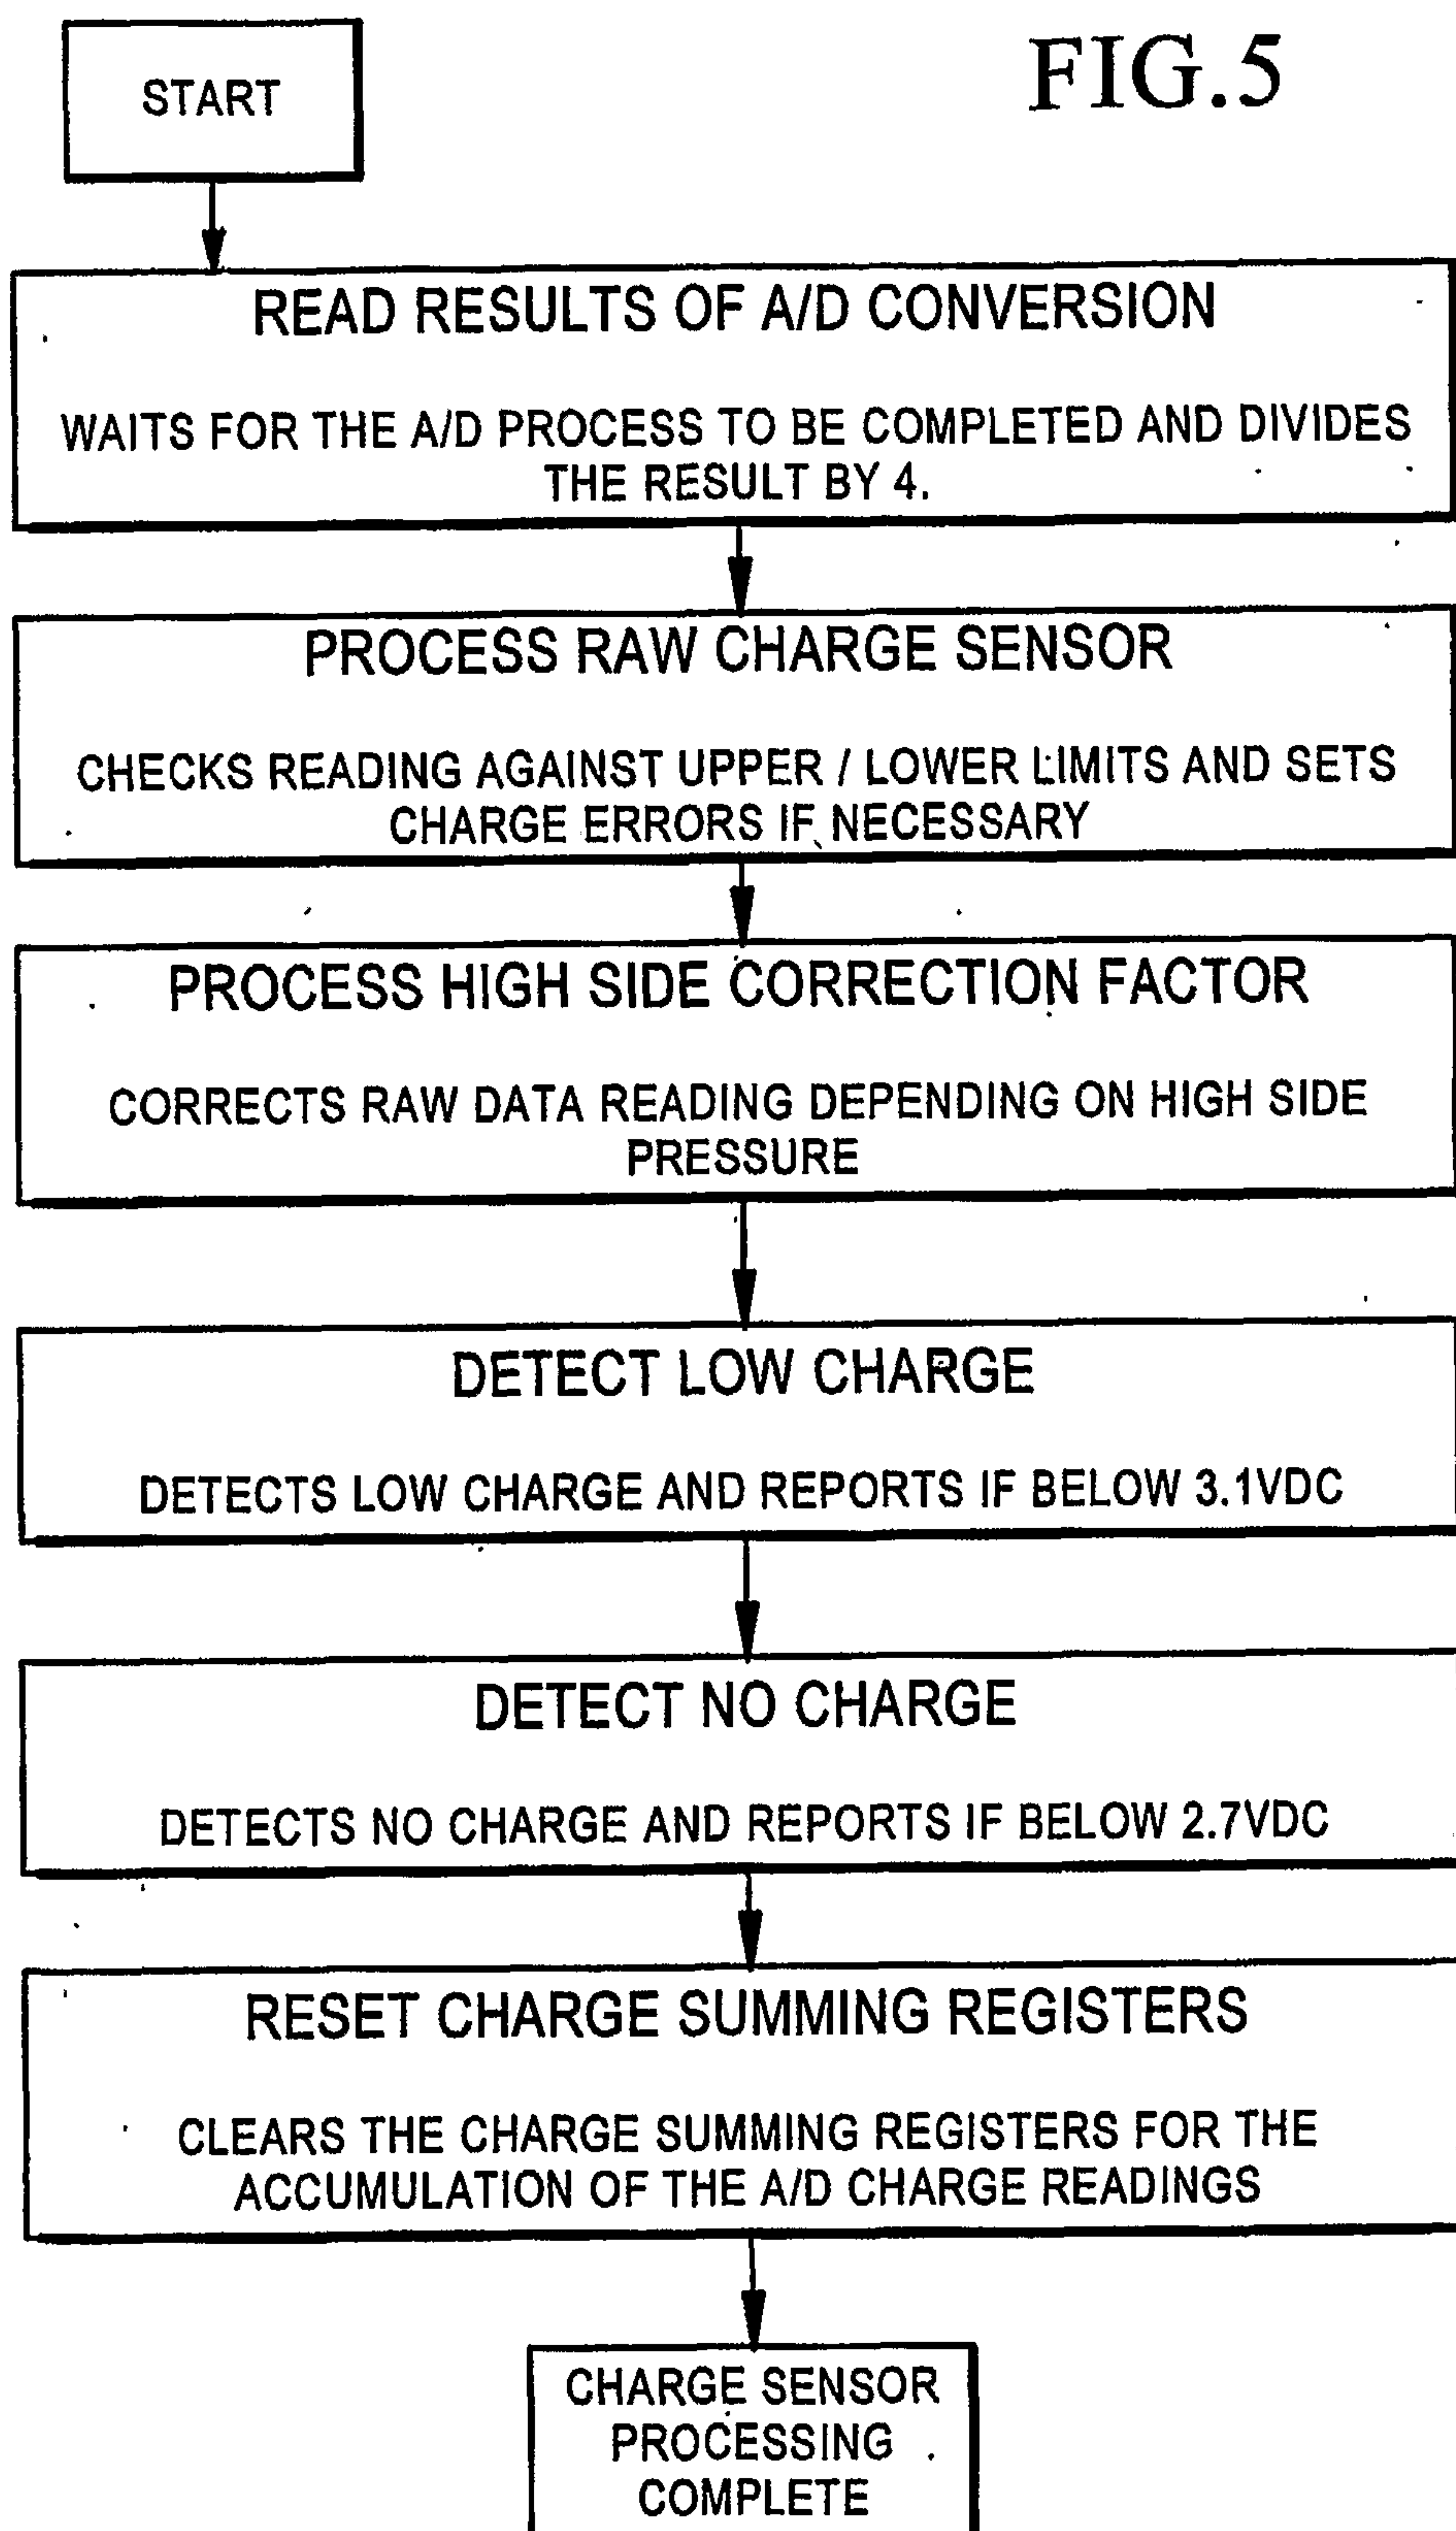 FIG.5
START
READ RESULTS OF A/D CONVERSION
WAITS FOR THE A/D PROCESS TO BE COMPLETED AND DIVIDES
THE RESULT BY 4.
PROCESS RAW CHARGE SENSOR
CHECKS READING AGAINST UPPER / LOWER LIMITS AND SETS
CHARGE ERRORS IF NECESSARY
PROCESS HIGH SIDE CORRECTION FACTOR
CORRECTS RAW DATA READING DEPENDING ON HIGH SIDE
PRESSURE
DETECT LOW CHARGE
DETECTS LOW CHARGE AND REPORTS IF BELOW 3.1VDC
DETECT NO CHARGE
DETECTS NO CHARGE AND REPORTS IF BELOW 2.7VDC
RESET CHARGE SUMMING REGISTERS
CLEARS THE CHARGE SUMMING REGISTERS FOR THE
ACCUMULATION OF THE A/D CHARGE READINGS
CHARGE SENSOR
PROCESSING
COMPLETE